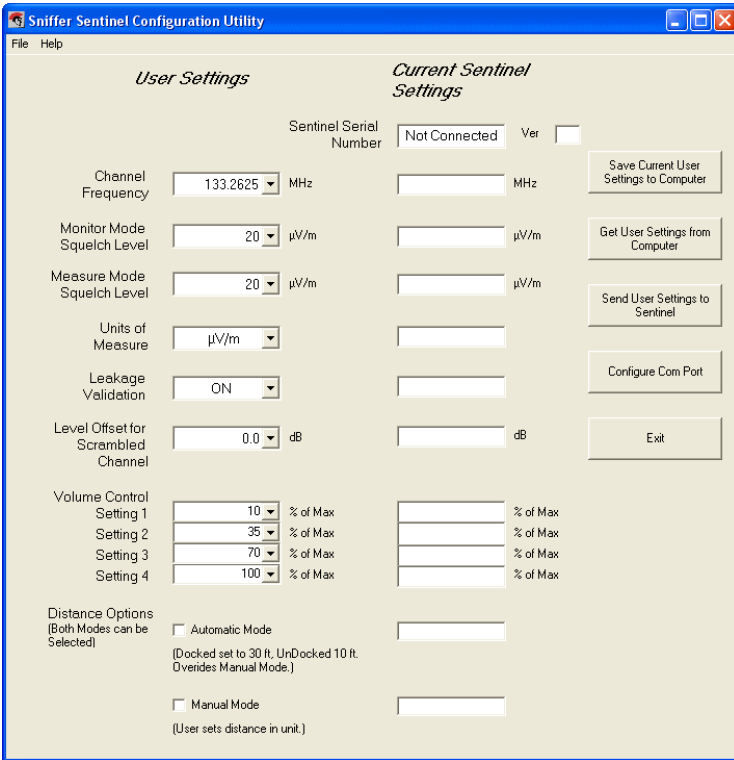 Sniffer Sentinel Configuration Utility
File Help
User Settings
Current Sentinel
Settings
Sentinel Serial
Number
Not Connected
Ver
Channel
Frequency
133.2625
MHz
MHz
Monitor Mode
Squelch Level
20
µV/m
µV/m
Measure Mode
Squelch Level
20
µV/m
µV/m
Units of
Measure
µV/m
Leakage
Validation
ON
Level Offset for
Scrambled
Channel
0.0
dB
dB
Volume Control
Setting 1
10
% of Max
% of Max
Setting 2
35
% of Max
% of Max
Setting 3
70
% of Max
% of Max
Setting 4
100
% of Max
% of Max
Distance Options
(Both Modes can be
Selected)
Automatic Mode
(Docked set to 30 ft, UnDocked 10 ft.
Overides Manual Mode.)
Manual Mode
(User sets distance in unit.)
Save Current User
Settings to Computer
Get User Settings from
Computer
Send User Settings to
Sentinel
Configure Com Port
Exit